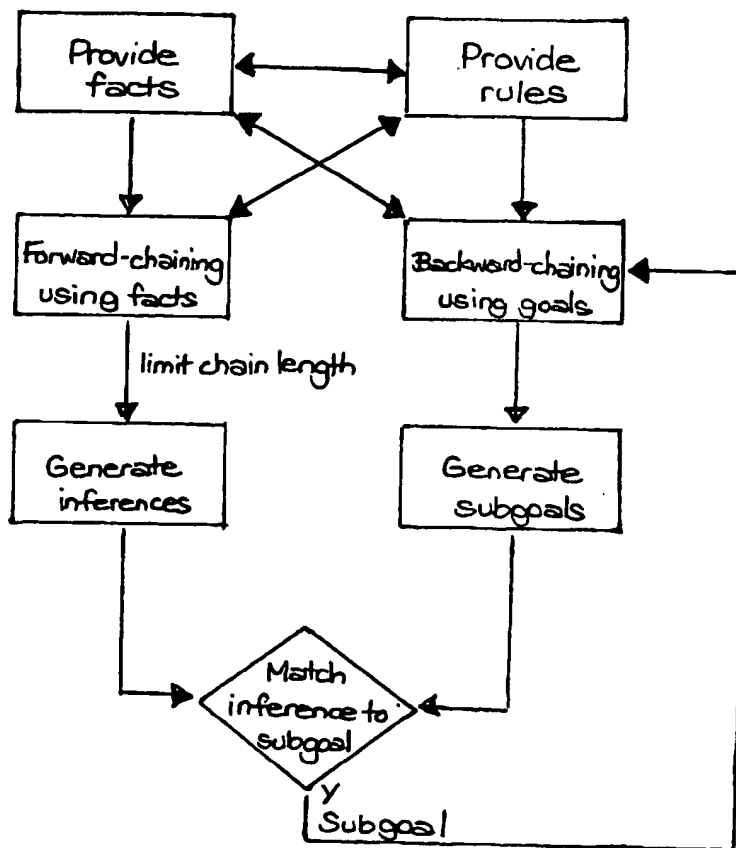 Provide
facts
Provide
rules
Forward-chaining
using facts
Backward-chaining
using goals
limit chain length
Generate
inferences
Generate
subgoals
Match
inference to
subgoal
Y
Subgoal